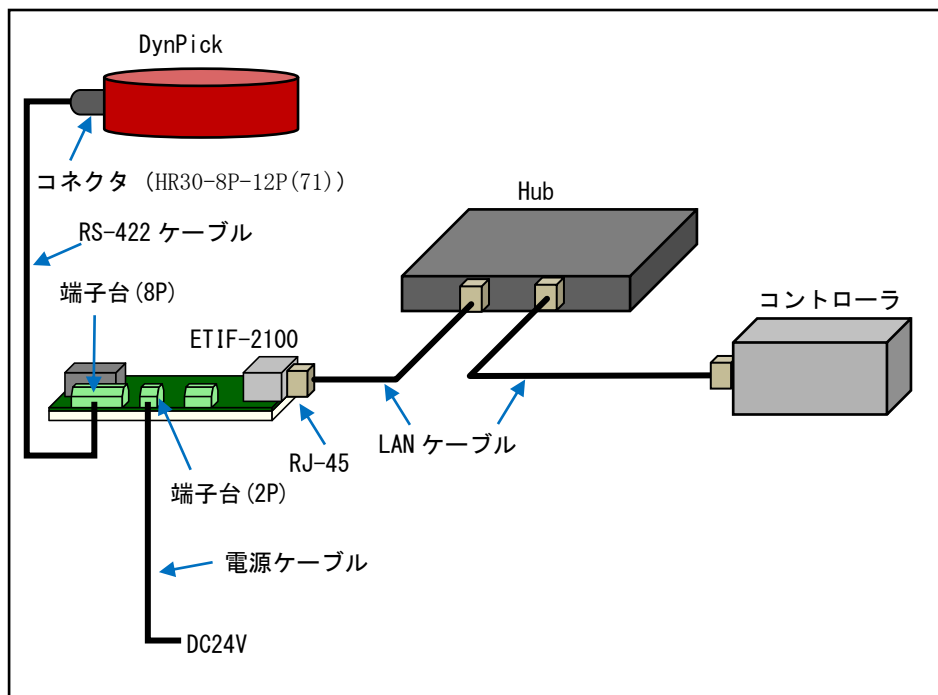 DynPick
コネクタ (HR30-8P-12P(71))
Hub
RS-422 ケーブル
端子台(8P)
コントローラ
ETIF-2100
LAN ケーブル
RJ-45
端子台(2P)
電源ケーブル
DC24V